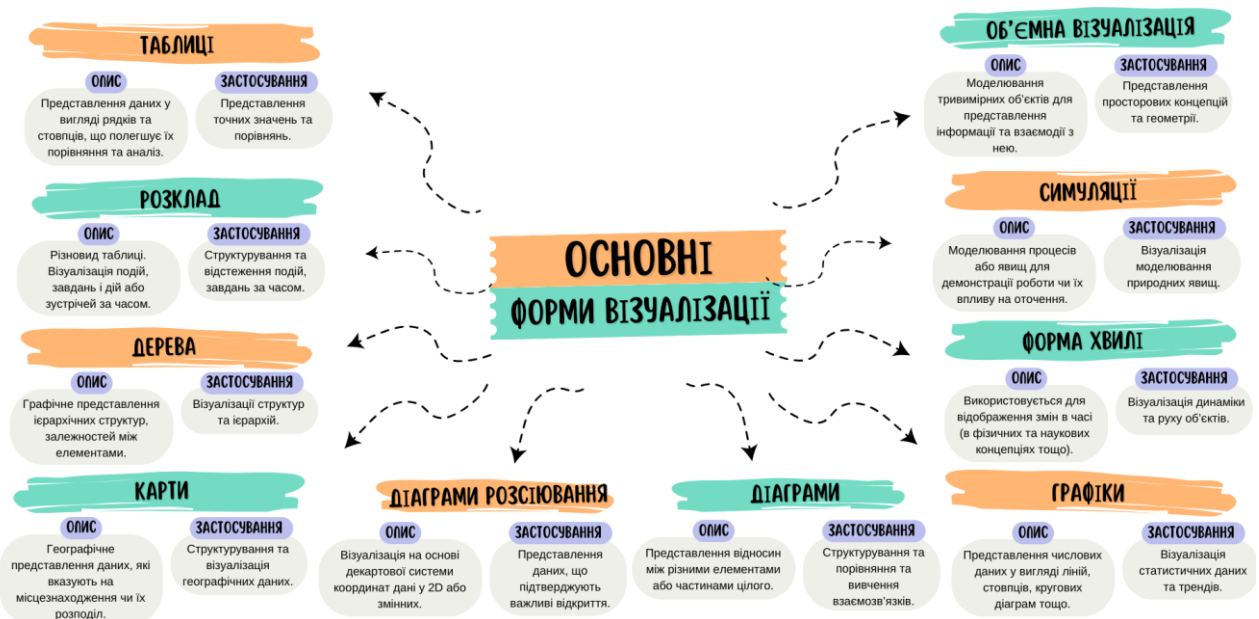 ТАБЛИЦІ
ОПИС
Представлення даних у
вигляді рядків та
стовпців, що полегшує їх
порівняння та аналіз.
ЗАСТОСУВАННЯ
Представлення
точних значень та
порівнянь.
РОЗКЛАД
ОПИС
Різновид таблиці.
Візуалізація подій,
завдань і дій або
зустрічей за часом.
ЗАСТОСУВАННЯ
Структурування та
відстеження подій,
завдань за часом.
ДЕРЕВА
ОПИС
Графічне представлення
ієрархічних структур,
залежностей між
елементами.
ЗАСТОСУВАННЯ
Візуалізації структур
та ієрархій.
КАРТИ
ОПИС
Географічне
представлення даних, які
вказують на
місцезнаходження чи їх
розподіл.
ЗАСТОСУВАННЯ
Структурування та
візуалізація
географічних даних.
ОСНОВНІ
ФОРМИ ВІЗУАЛІЗАЦІЇ
ДІАГРАМИ РОЗСІЮВАННЯ
ОПИС
Візуалізація на основі
декартової системи
координат дані у 2D або
змінних.
ЗАСТОСУВАННЯ
Представлення
даних, що
підтверджують
важливі відкриття.
ДІАГРАМИ
ОПИС
Представлення відносин
між різними елементами
або частинами цілого.
ЗАСТОСУВАННЯ
Структурування та
порівняння та
вивчення
взаємозв'язків.
ОБ'ЄМНА ВІЗУАЛІЗАЦІЯ
ОПИС
Моделювання
тривимірних об'єктів для
представлення
інформації та взаємодії з
нею.
ЗАСТОСУВАННЯ
Представлення
просторових концепцій
та геометрії.
СИМУЛЯЦІЇ
ОПИС
Моделювання процесів
або явищ для
демонстрації роботи чи їх
впливу на оточення.
ЗАСТОСУВАННЯ
Візуалізація
моделювання
природних явищ.
ФОРМА ХВИЛІ
ОПИС
Використовується для
відображення змін в часі
(в фізичних та наукових
концепціях тощо).
ЗАСТОСУВАННЯ
Візуалізація динаміки
та руху об'єктів.
ГРАФІКИ
ОПИС
Представлення числових
даних у вигляді ліній,
стовпців, кругових
діаграм тощо.
ЗАСТОСУВАННЯ
Візуалізація
статистичних даних
та трендів.